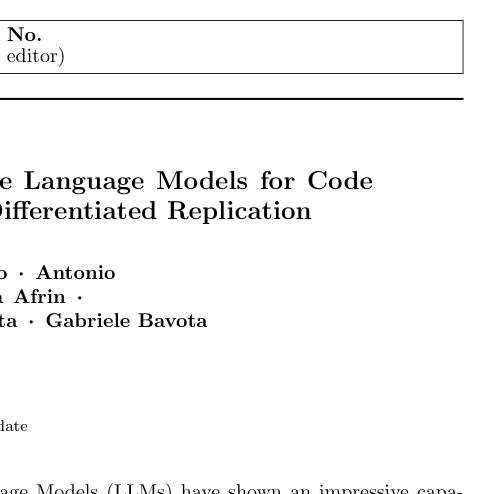 No.
editor)
e Language Models for Code
Differentiated Replication
o · Antonio
n Afrin ·
ta · Gabriele Bavota
date
age Models (LLMs) have shown an impressive capa-